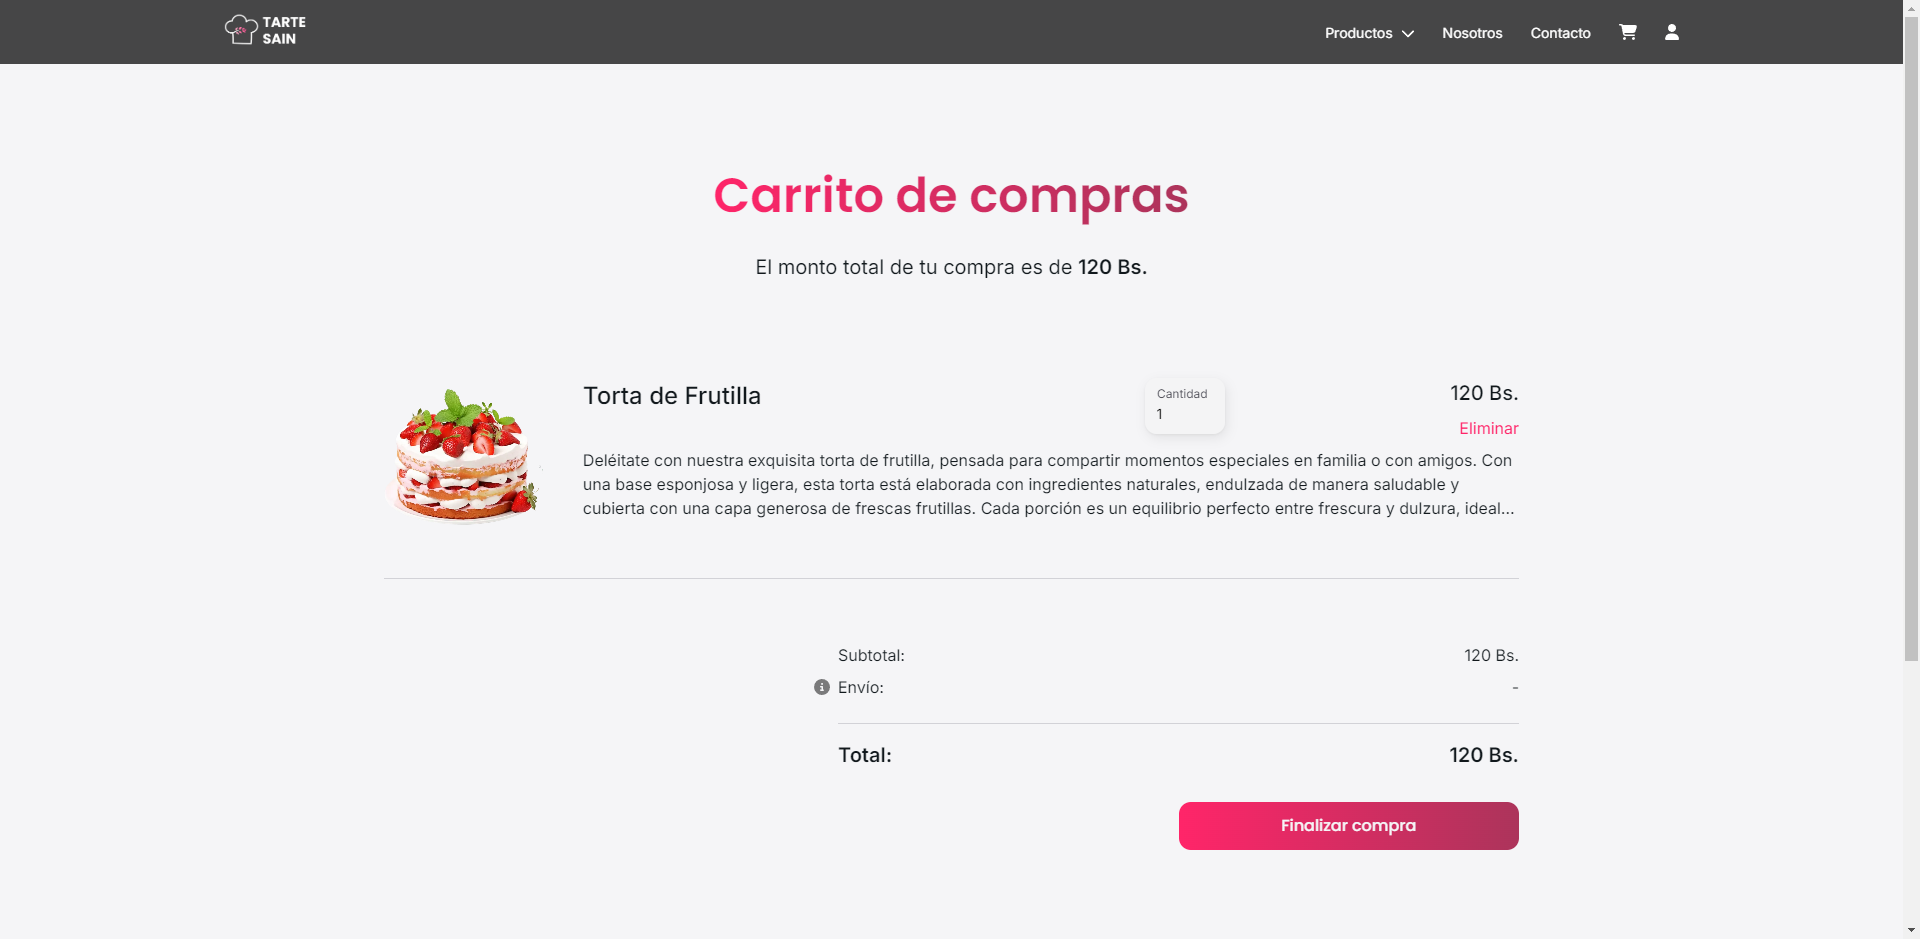 TARTE
SAIN
Productos
Nosotros
Contacto
Carrito de compras
El monto total de tu compra es de 120 Bs.
Torta de Frutilla
Cantidad
1
120 Bs.
Eliminar
Deléitate con nuestra exquisita torta de frutilla, pensada para compartir momentos especiales en familia o con amigos. Con
una base esponjosa y ligera, esta torta está elaborada con ingredientes naturales, endulzada de manera saludable y
cubierta con una capa generosa de frescas frutillas. Cada porción es un equilibrio perfecto entre frescura y dulzura, ideal...
Subtotal:
120 Bs.
Envío:
-
Total:
120 Bs.
Finalizar compra